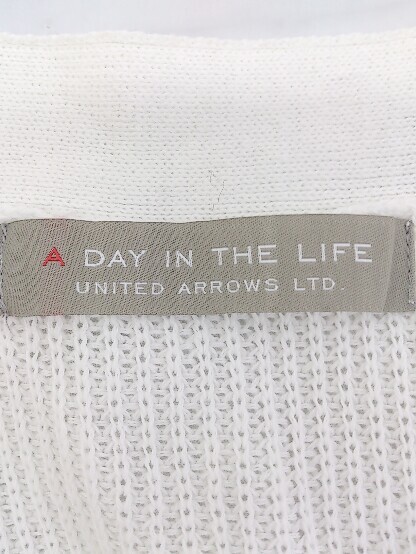 A DAY IN THE LIFE
UNITED ARROWS LTD.